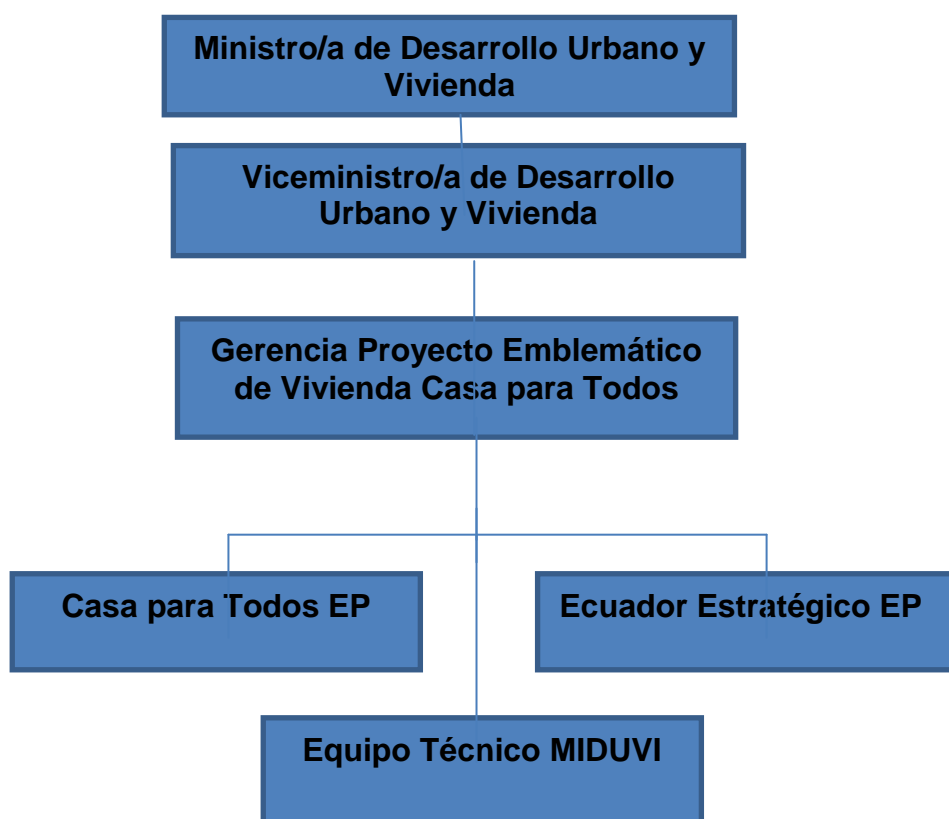 Ministro/a de Desarrollo Urbano y
Vivienda
Viceministro/a de Desarrollo
Urbano y Vivienda
Gerencia Proyecto Emblemático
de Vivienda Casa para Todos
Casa para Todos EP
Ecuador Estratégico EP
Equipo Técnico MIDUVI